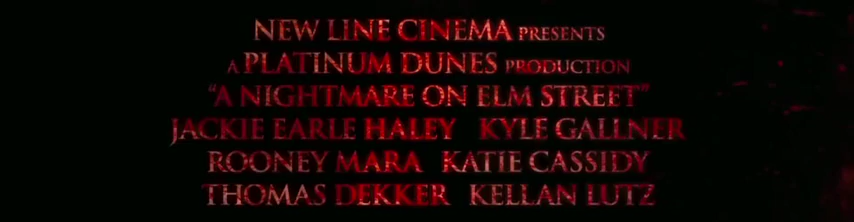 NEW LINE CINEMA PRESENTS
A PLATINUM DUNES PRODUCTION
"A NIGHTMARE ON ELM STREET"
JACKIE EARLE HALEY KYLE GALLNER
ROONEY MARA KATIE CASSIDY
THOMAS DEKKER KELLAN LUTZ